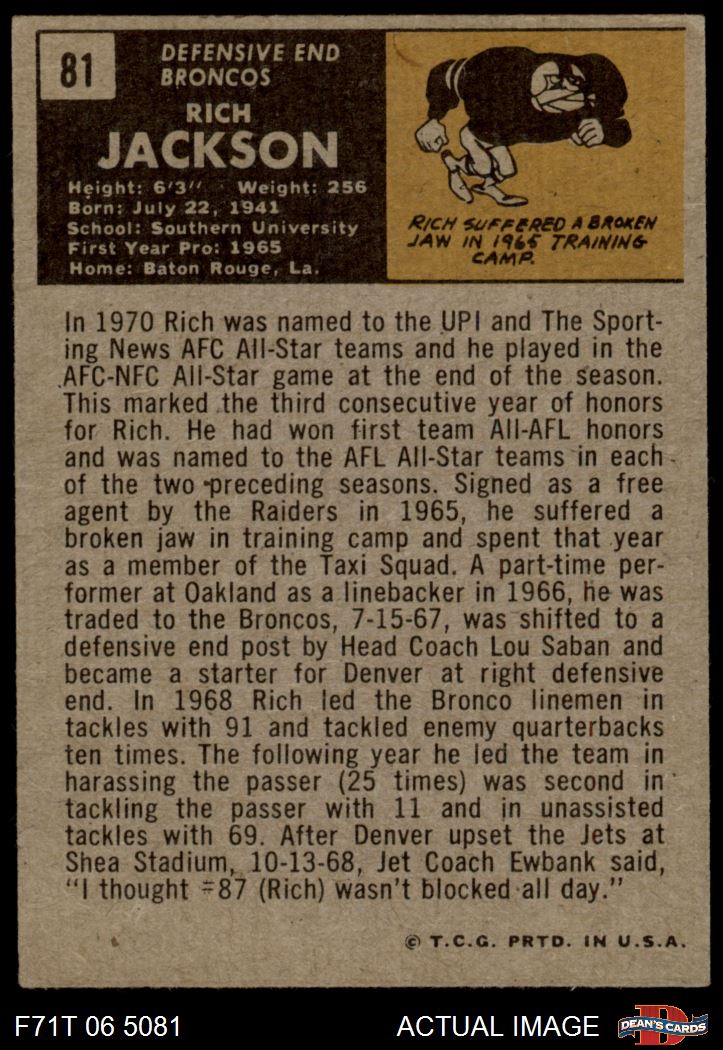 81
DEFENSIVE END
BRONCOS
RICH
JACKSON
Height: 6'3" Weight: 256
Born: July 22, 1941
School: Southern University
First Year Pro: 1965
Home: Baton Rouge, La.
RICH SUFFERED A BROKEN
JAW IN 1965 TRAINING
CAMP.
In 1970 Rich was named to the UPI and The Sport-
ing News AFC All-Star teams and he played in the
AFC-NFC All-Star game at the end of the season.
This marked the third consecutive year of honors
for Rich. He had won first team All-AFL honors
and was named to the AFL All-Star teams in each
of the two preceding seasons. Signed as a free
agent by the Raiders in 1965, he suffered a
broken jaw in training camp and spent that year
as a member of the Taxi Squad. A part-time per-
former at Oakland as a linebacker in 1966, he was
traded to the Broncos, 7-15-67, was shifted to a
defensive end post by Head Coach Lou Saban and
became a starter for Denver at right defensive
end. In 1968 Rich led the Bronco linemen in
tackles with 91 and tackled enemy quarterbacks
ten times. The following year he led the team in
harassing the passer (25 times) was second in
tackling the passer with 11 and in unassisted
tackles with 69. After Denver upset the Jets at
Shea Stadium, 10-13-68, Jet Coach Ewbank said,
"I thought #87 (Rich) wasn't blocked all day."
© T.C.G. PRTD. IN U.S.A.
F71T 06 5081 ACTUAL IMAGE D DEAN'S CARDS